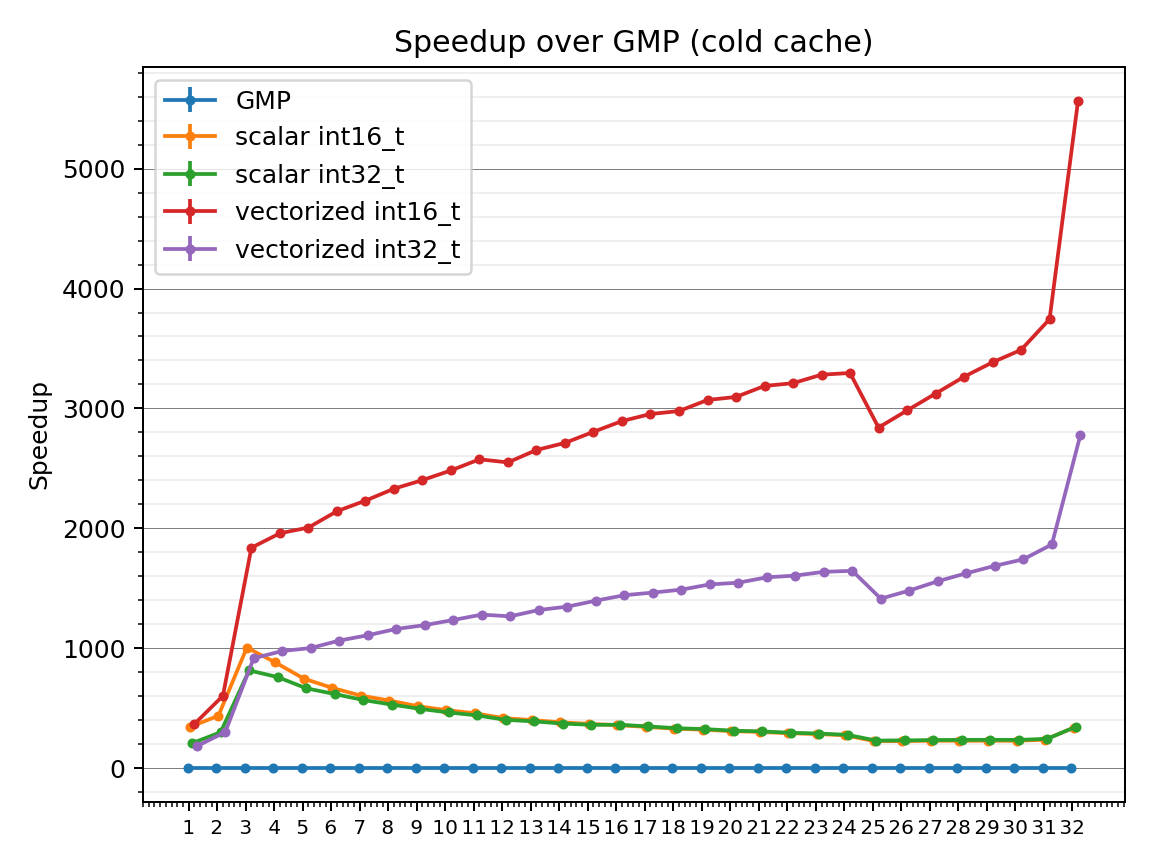 Speedup over GMP (cold cache)
GMP
scalar int16_t
scalar int32_t
vectorized int16_t
vectorized int32_t
Speedup
5000
4000
3000
2000
1000
0
1 2 3 4 5 6 7 8 9 10 11 12 13 14 15 16 17 18 19 20 21 22 23 24 25 26 27 28 29 30 31 32